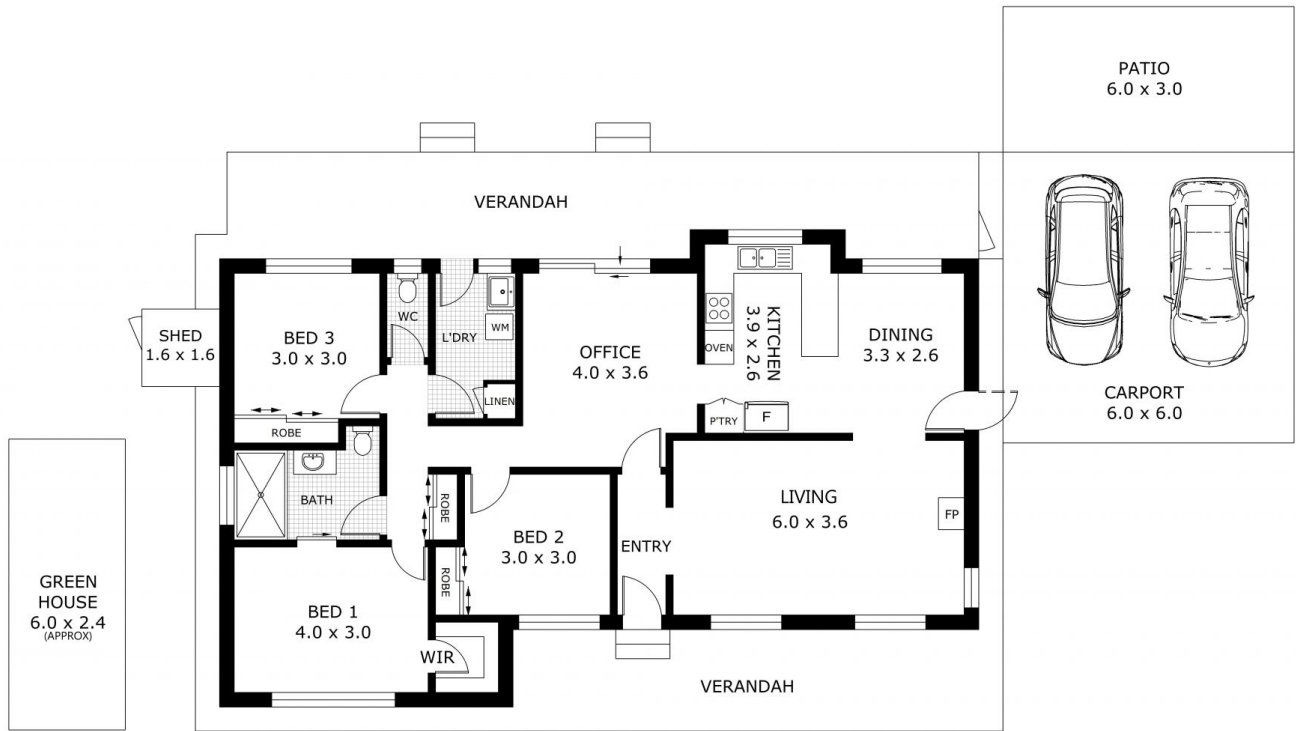 PATIO
6.0 x 3.0
VERANDAH
SHED
1.6 x 1.6
BED 3
3.0 x 3.0
ROBE
WC
L'DRY
WM
LINEN
OFFICE
4.0 x 3.6
OVEN
KITCHEN
3.9 x 2.6
P'TRY
F
DINING
3.3 x 2.6
CARPORT
6.0 x 6.0
BATH
ROBE
ROBE
BED 2
3.0 x 3.0
ENTRY
LIVING
6.0 x 3.6
FP
GREEN
HOUSE
6.0 x 2.4
(APPROX)
BED 1
4.0 x 3.0
WIR
VERANDAH